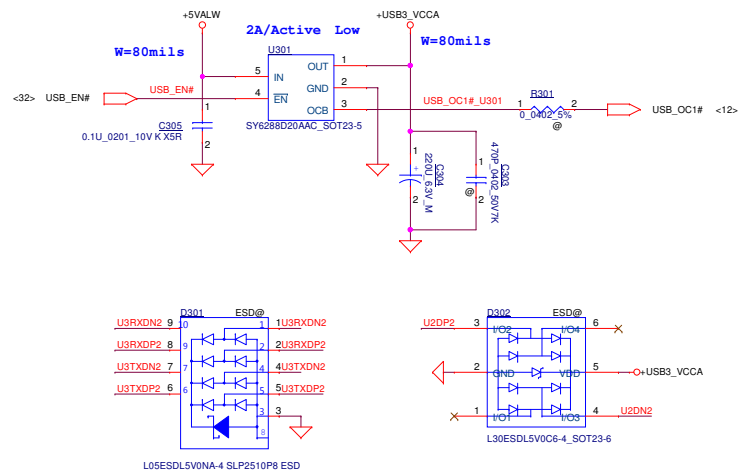 +5VALW
+USB3_VCCA
2A/Active Low
W=80mils
W=80mils
U301
5 IN OUT 1
GND 2
4 EN OCB 3
SY6288D20AAC_SOT23-5
<32> USB_EN#
USB_EN#
USB_OC1#_U301
1 R301 2
0_0402_5%
@
USB_OC1# <12>
1
C305
0.1U_0201_10V K X5R
2
1
+
C304
220U_6.3V_M
2
1
C303
470P_0402_50V7K
@
2
D301 ESD@
U3RXDN2 9 10 1 1 U3RXDN2
U3RXDP2 8 9 2 2 U3RXDP2
U3TXDN2 7 7 4 4 U3TXDN2
U3TXDP2 6 6 5 5 U3TXDP2
3 3
8
L05ESDL5V0NA-4 SLP2510P8 ESD
D302 ESD@
U2DP2 3 I/O2 I/O4 6
2 GND VDD 5 +USB3_VCCA
1 I/O1 I/O3 4 U2DN2
L30ESDL5V0C6-4_SOT23-6